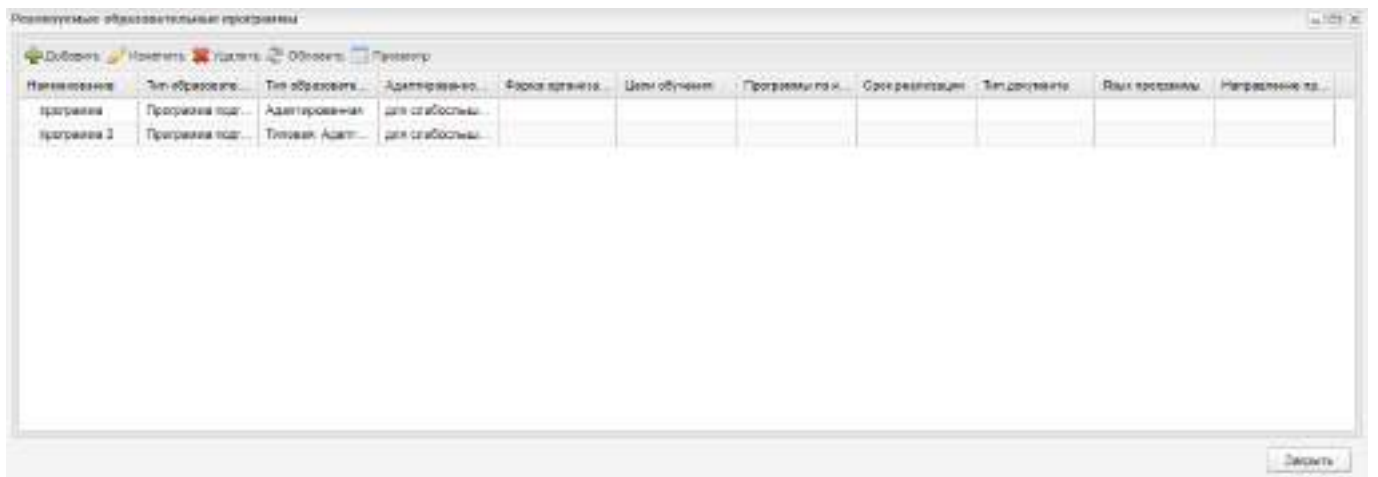 Реализуемые образовательные программы
Добавить Изменить Удалить Обновить Просмотр
Наименование Тип образовате... Тип образовате... Адаптированно... Форма организа... Цели обучения Программы по н... Срок реализации Тип документа Язык программы Направление пр...
программа Программа подг... Адаптированная для слабослыш...
программа 2 Программа подг... Типовая, Адапт... для слабослыш...
Закрыть